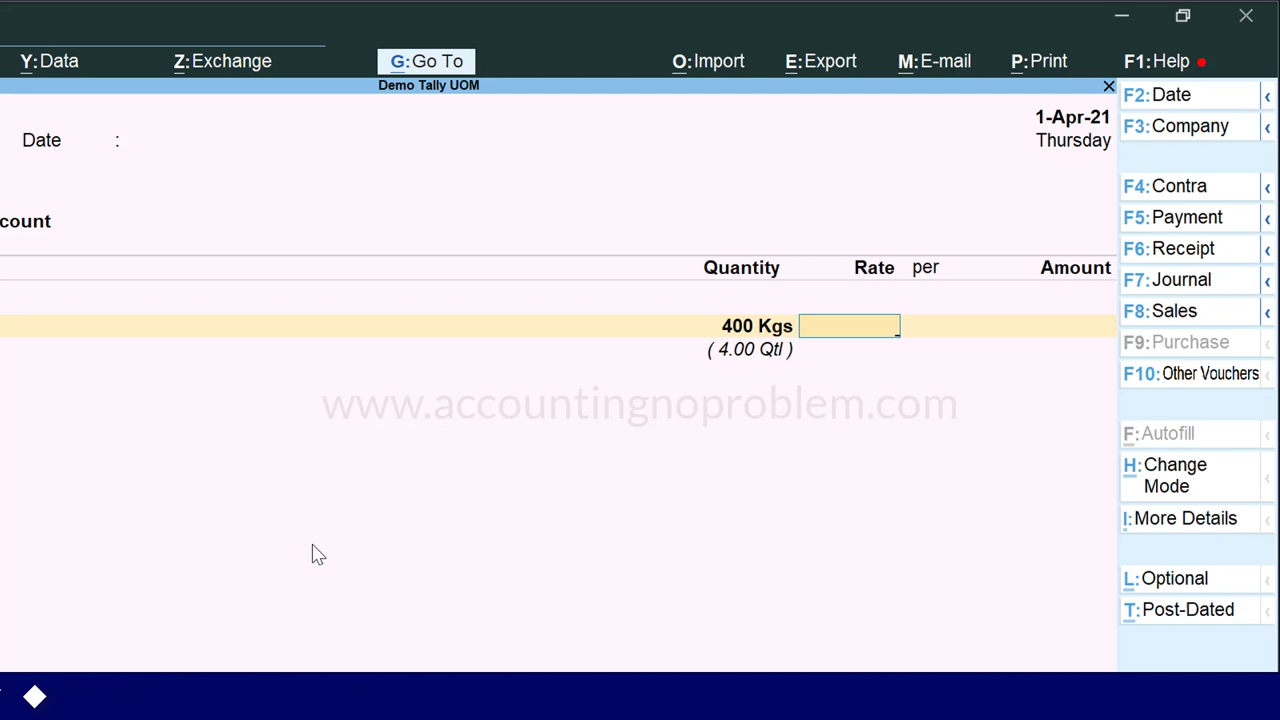 Y:Data Z:Exchange G:Go To O:Import E:Export M:E-mail P:Print F1:Help
Demo Tally UOM
F2:Date
1-Apr-21
F3:Company
Date : Thursday
F4:Contra
F5:Payment
count
F6:Receipt
Quantity Rate per Amount
F7:Journal
F8:Sales
400 Kgs
F9:Purchase
( 4.00 Qtl )
F10:Other Vouchers
www.accountingnoproblem.com
F:Autofill
H:Change
Mode
I:More Details
L:Optional
T:Post-Dated